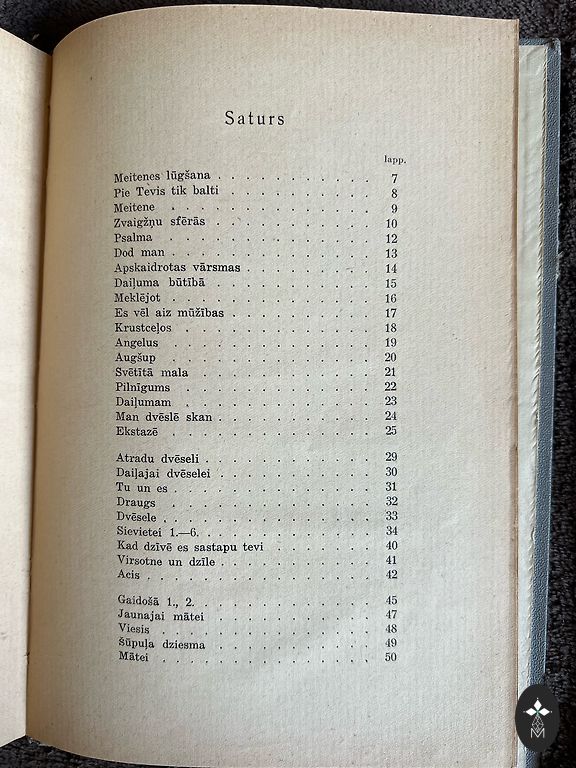 Saturs
lapp.
Meitenes lūgšana . . . . . . . . . . 7
Pie Tevis tik balti . . . . . . . . . . 8
Meitene . . . . . . . . . . . . . . 9
Zvaigžņu sfērās . . . . . . . . . . . 10
Psalma . . . . . . . . . . . . . . 12
Dod man . . . . . . . . . . . . . 13
Apskaidrotas vārsmas . . . . . . . . . 14
Daiļuma būtībā . . . . . . . . . . . 15
Meklējot . . . . . . . . . . . . . 16
Es vēl aiz mūžības . . . . . . . . . . 17
Krustceļos . . . . . . . . . . . . . 18
Angelus . . . . . . . . . . . . . . 19
Augšup . . . . . . . . . . . . . . 20
Svētītā mala . . . . . . . . . . . . 21
Pilnīgums . . . . . . . . . . . . . 22
Daiļumam . . . . . . . . . . . . . 23
Man dvēslē skan . . . . . . . . . . . 24
Ekstazē . . . . . . . . . . . . . . 25
Atradu dvēseli . . . . . . . . . . . 29
Daiļajai dvēselei . . . . . . . . . . . 30
Tu un es . . . . . . . . . . . . . . 31
Draugs . . . . . . . . . . . . . . 32
Dvēsele . . . . . . . . . . . . . . 33
Sievietei 1.—6. . . . . . . . . . . . 34
Kad dzīvē es sastapu tevi . . . . . . . 40
Virsotne un dzīle . . . . . . . . . . 41
Acis . . . . . . . . . . . . . . . 42
Gaidošā 1., 2. . . . . . . . . . . . 45
Jaunajai mātei . . . . . . . . . . . 47
Viesis . . . . . . . . . . . . . . 48
Šūpuļa dziesma . . . . . . . . . . . 49
Mātei . . . . . . . . . . . . . . 50
M